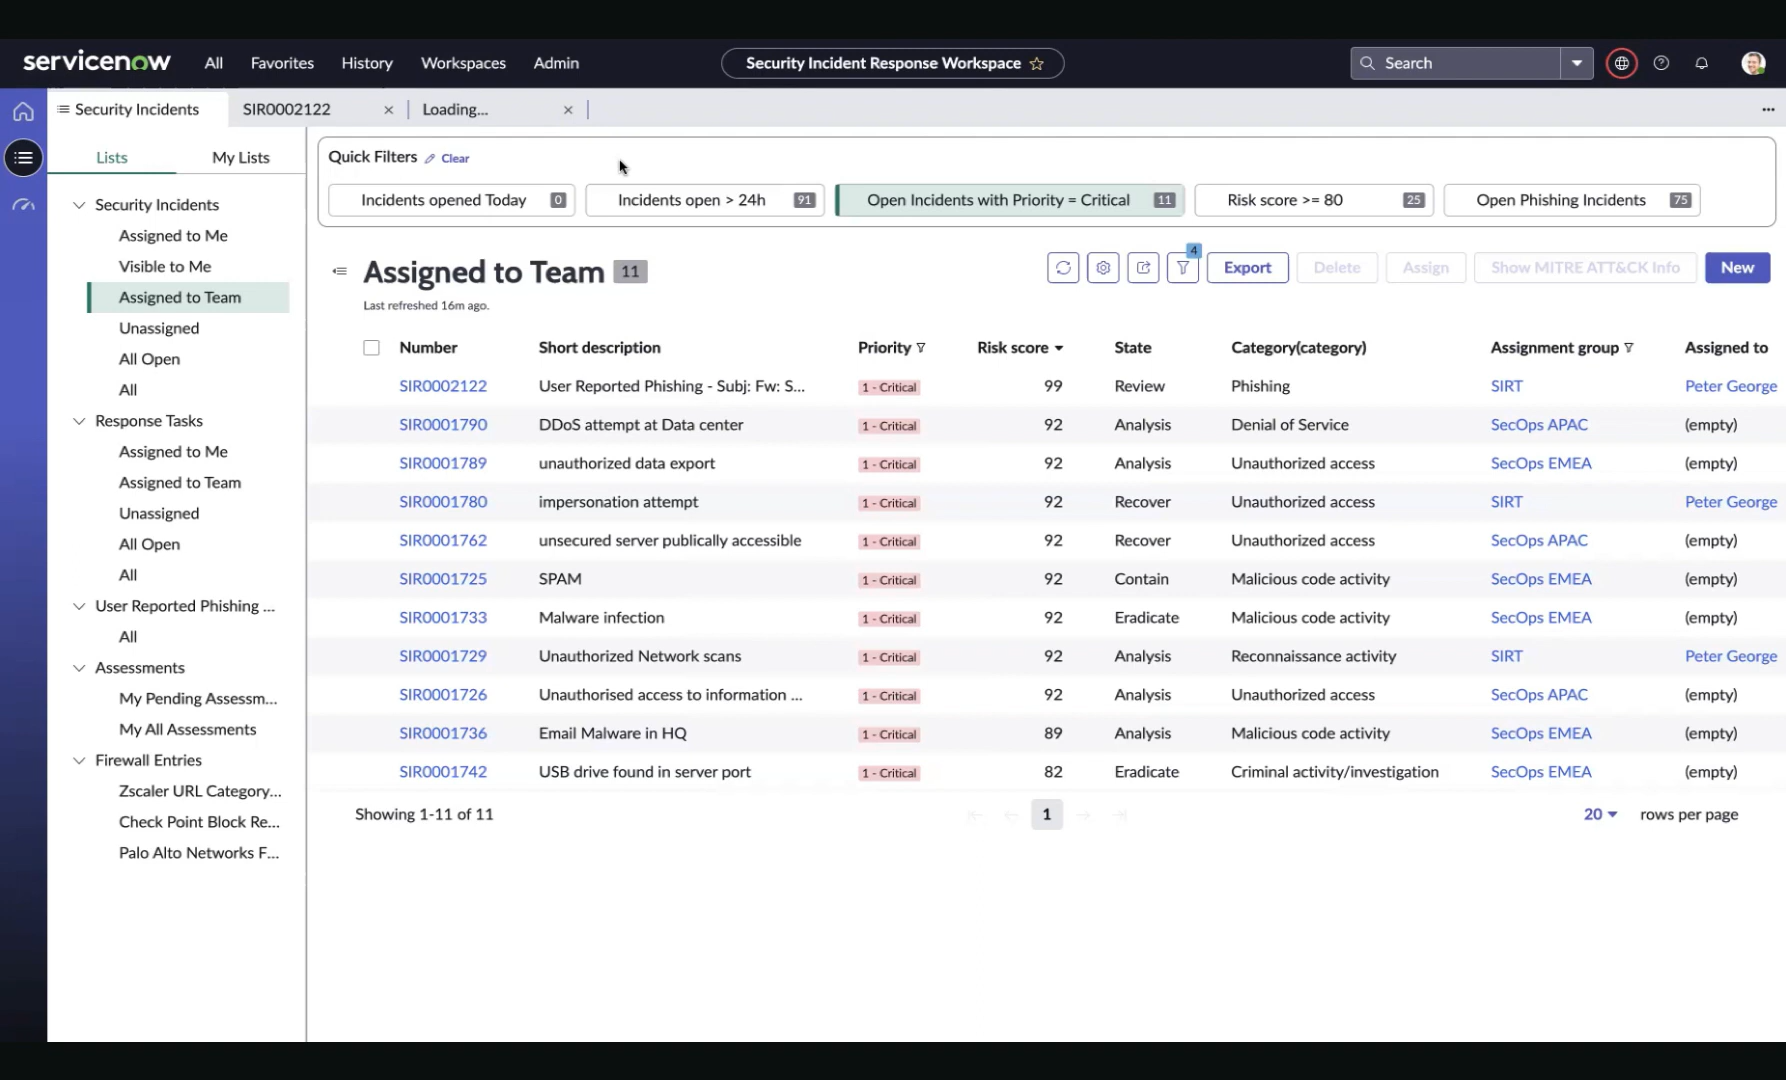 servicenow All Favorites History Workspaces Admin Security Incident Response Workspace Search
Security Incidents SIR0002122 Loading...
Lists My Lists
Security Incidents
Assigned to Me
Visible to Me
Assigned to Team
Unassigned
All Open
All
Response Tasks
Assigned to Me
Assigned to Team
Unassigned
All Open
All
User Reported Phishing ...
All
Assessments
My Pending Assessm...
My All Assessments
Firewall Entries
Zscaler URL Category...
Check Point Block Re...
Palo Alto Networks F...
Quick Filters Clear
Incidents opened Today 0 Incidents open > 24h 91 Open Incidents with Priority = Critical 11 Risk score >= 80 25 Open Phishing Incidents 75
Assigned to Team 11 4 Export Delete Assign Show MITRE ATT&CK Info New
Last refreshed 16m ago.
Number Short description Priority Risk score State Category(category) Assignment group Assigned to
SIR0002122 User Reported Phishing - Subj: Fw: S... 1 - Critical 99 Review Phishing SIRT Peter George
SIR0001790 DDoS attempt at Data center 1 - Critical 92 Analysis Denial of Service SecOps APAC (empty)
SIR0001789 unauthorized data export 1 - Critical 92 Analysis Unauthorized access SecOps EMEA (empty)
SIR0001780 impersonation attempt 1 - Critical 92 Recover Unauthorized access SIRT Peter George
SIR0001762 unsecured server publically accessible 1 - Critical 92 Recover Unauthorized access SecOps APAC (empty)
SIR0001725 SPAM 1 - Critical 92 Contain Malicious code activity SecOps EMEA (empty)
SIR0001733 Malware infection 1 - Critical 92 Eradicate Malicious code activity SecOps EMEA (empty)
SIR0001729 Unauthorized Network scans 1 - Critical 92 Analysis Reconnaissance activity SIRT Peter George
SIR0001726 Unauthorised access to information ... 1 - Critical 92 Analysis Unauthorized access SecOps APAC (empty)
SIR0001736 Email Malware in HQ 1 - Critical 89 Analysis Malicious code activity SecOps EMEA (empty)
SIR0001742 USB drive found in server port 1 - Critical 82 Eradicate Criminal activity/investigation SecOps EMEA (empty)
Showing 1-11 of 11 1 20 rows per page